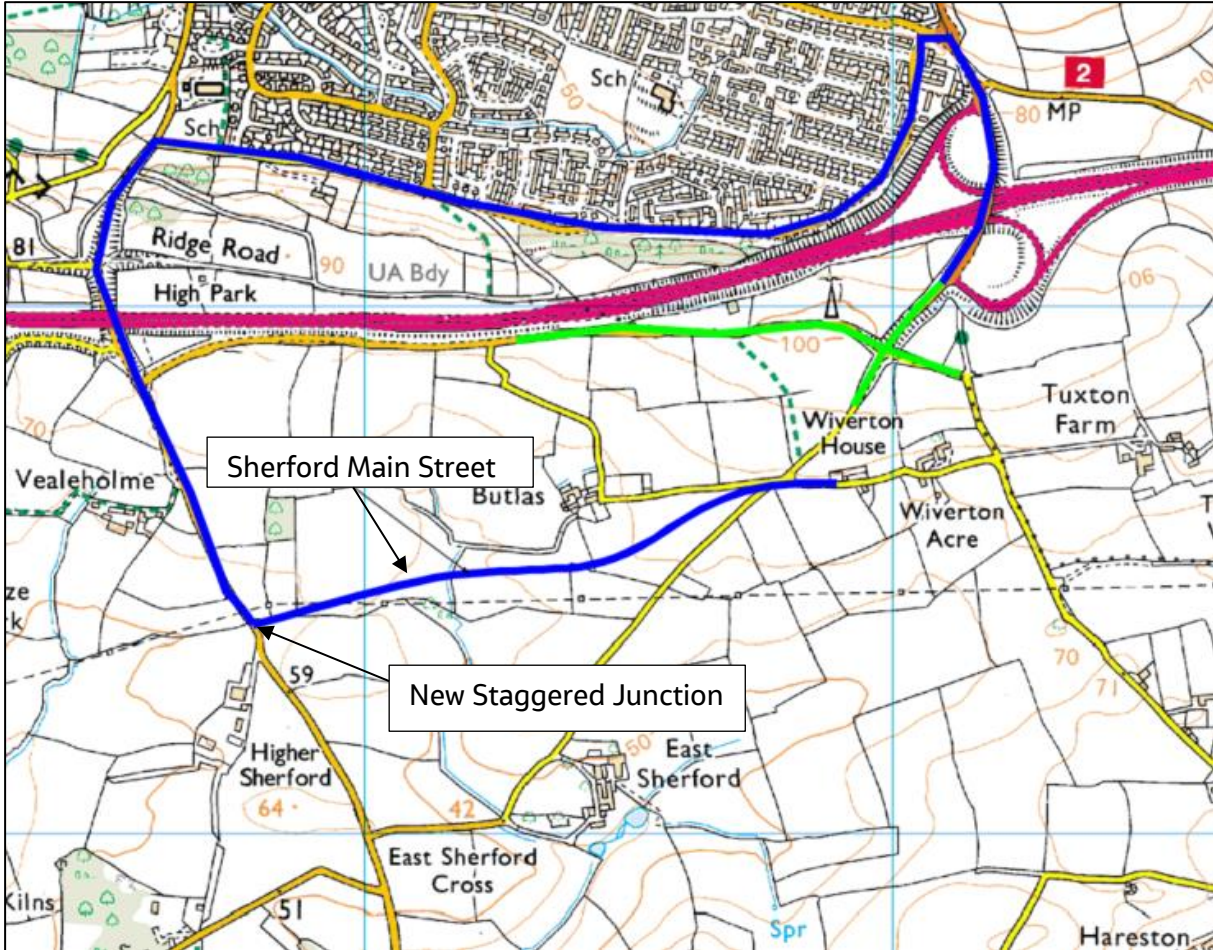 Sch
50
Sch
2
80
MP
70
81
Ridge Road
90
UA Bdy
High Park
06
100
Tuxton
Farm
70
Wiverton
House
Sherford Main Street
Vealeholme
Butlas
Wiverton
Acre
59
New Staggered Junction
70
71
Higher
Sherford
50
East
Sherford
64
42
East Sherford
Cross
Kilns
51
Spr
Hareston